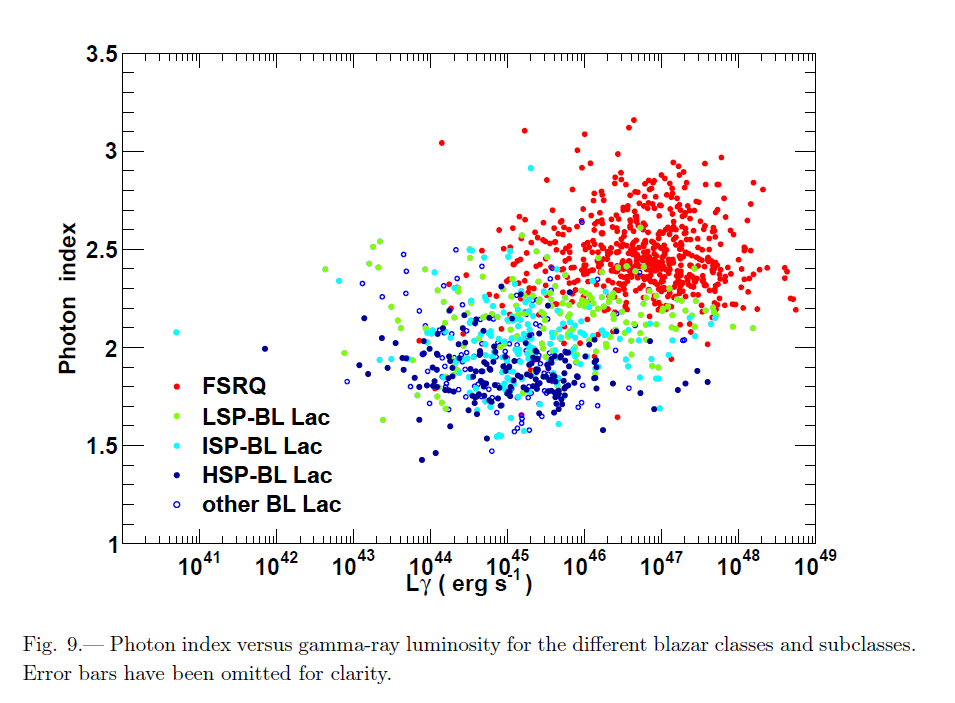 3.5
3
2.5
2
1.5
1
Photon index
FSRQ
LSP-BL Lac
ISP-BL Lac
HSP-BL Lac
other BL Lac
10^41 10^42 10^43 10^44 10^45 10^46 10^47 10^48 10^49
Lγ ( erg s^-1 )
Fig. 9.— Photon index versus gamma-ray luminosity for the different blazar classes and subclasses.
Error bars have been omitted for clarity.